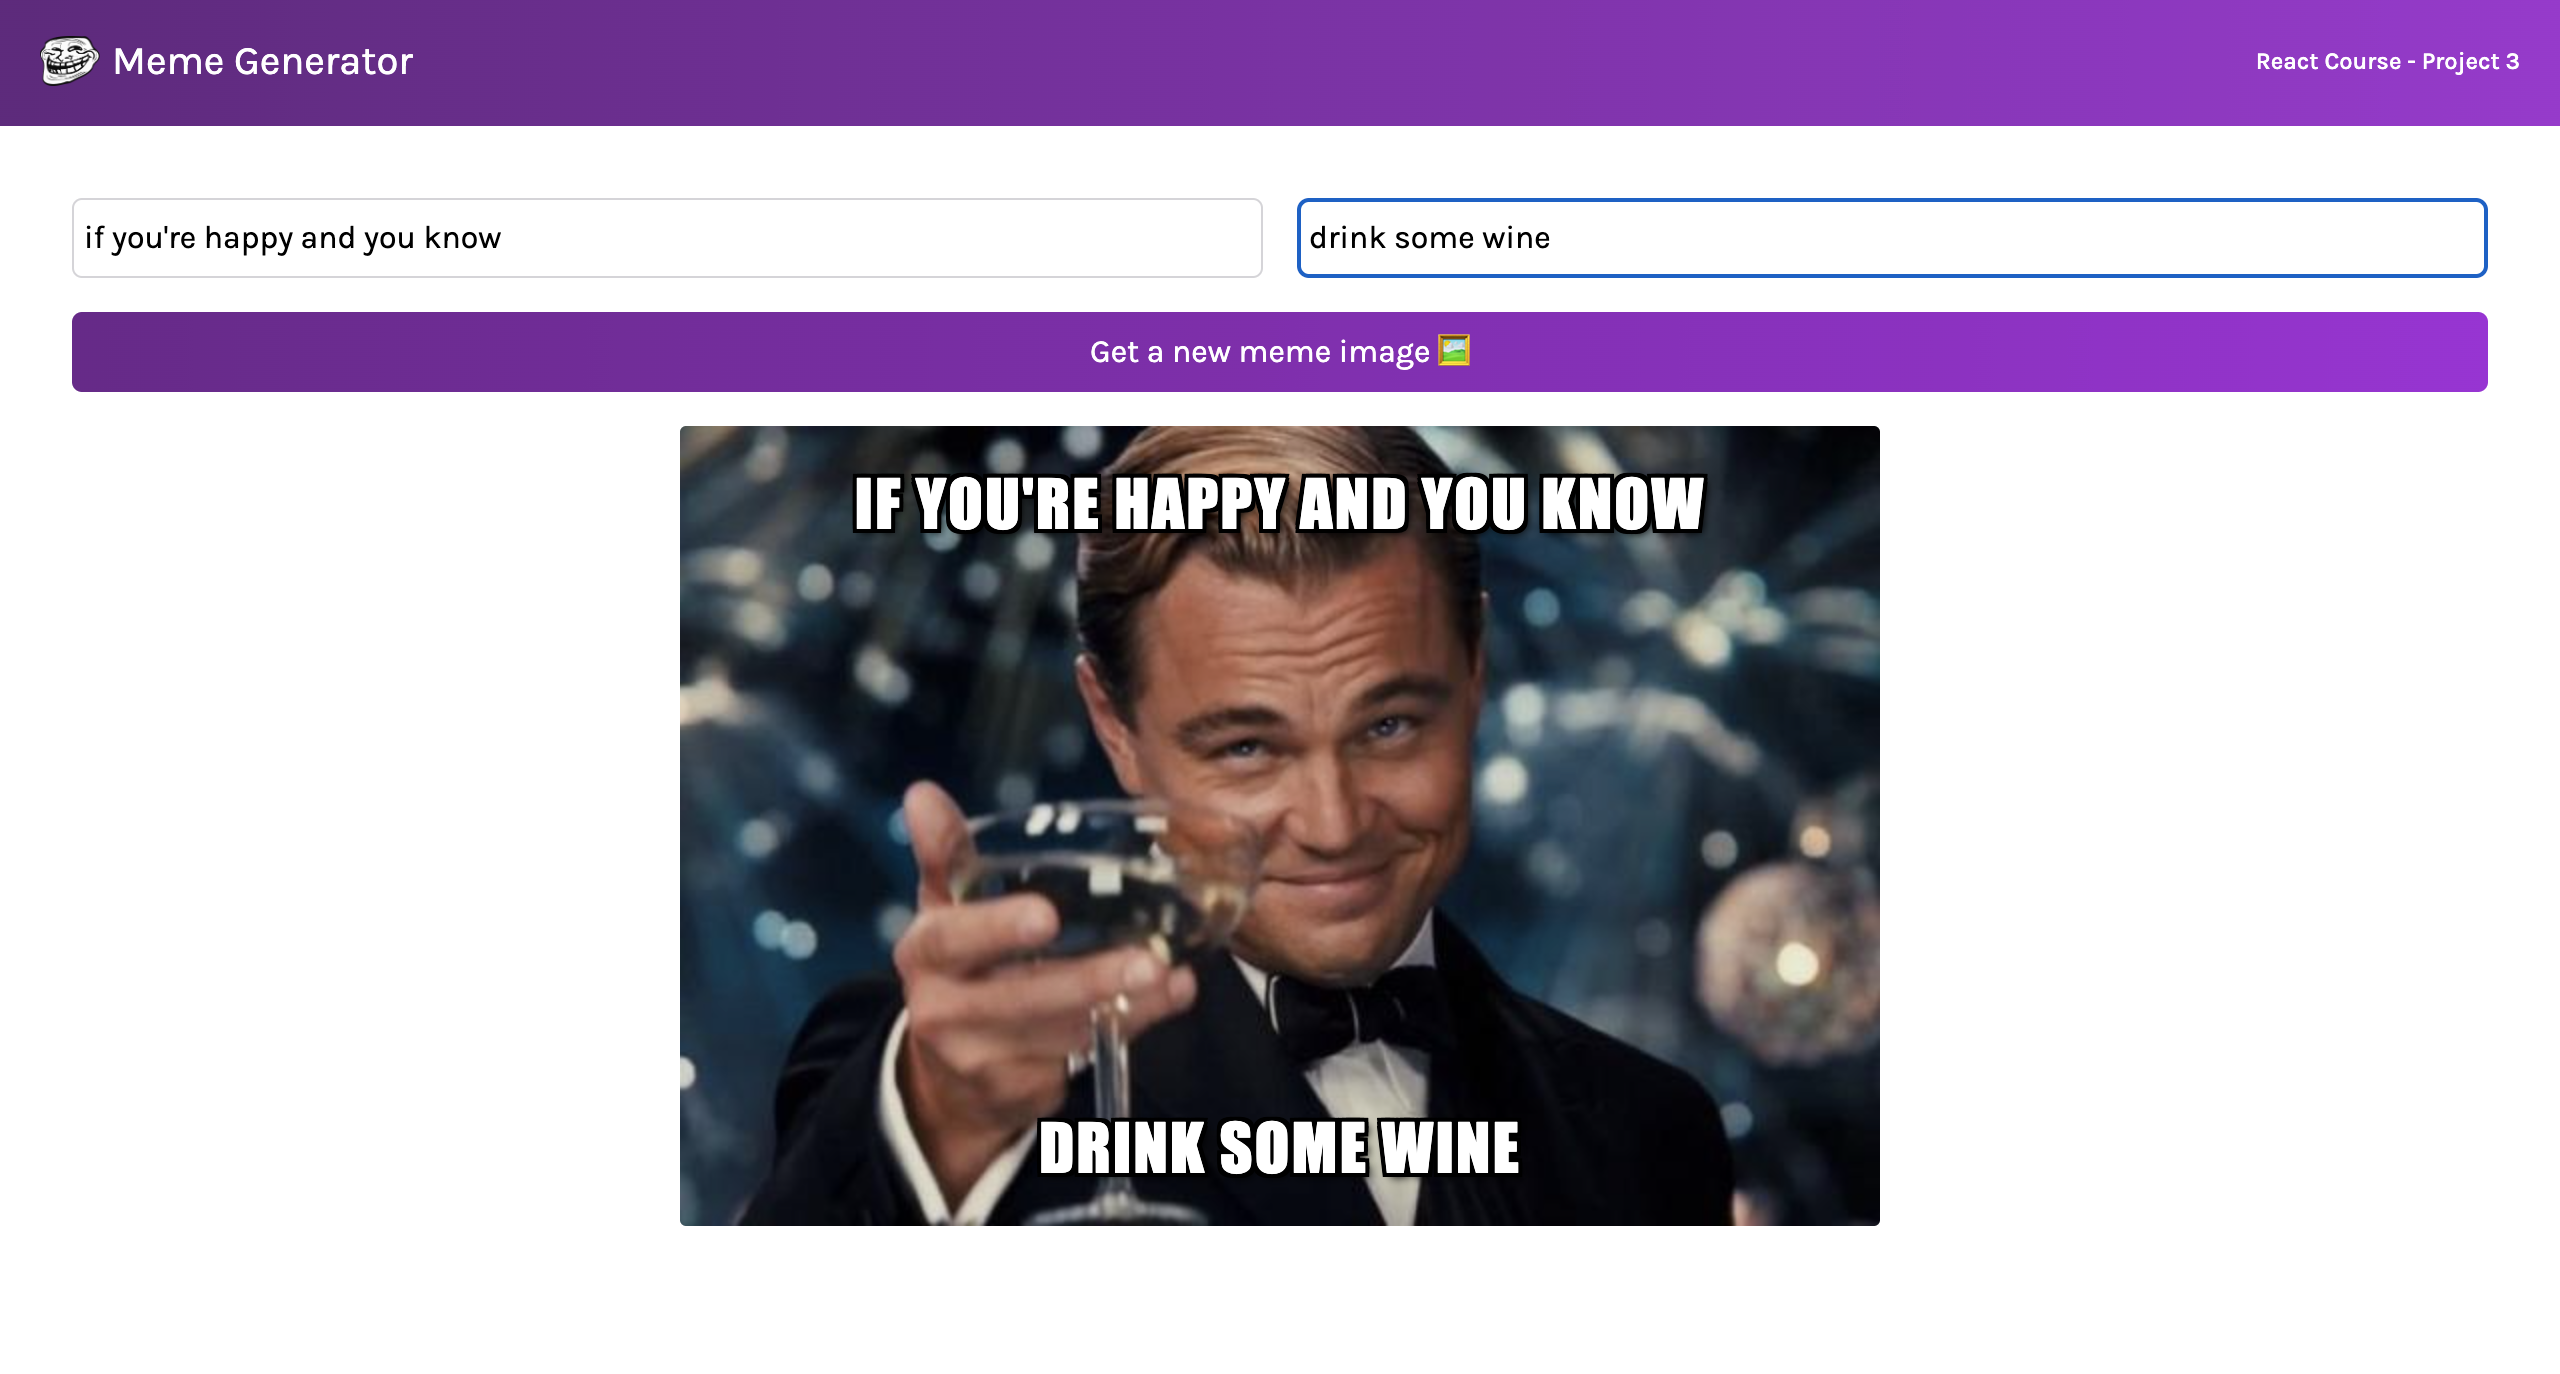 Meme Generator
React Course - Project 3
if you're happy and you know
drink some wine
Get a new meme image
IF YOU'RE HAPPY AND YOU KNOW
DRINK SOME WINE